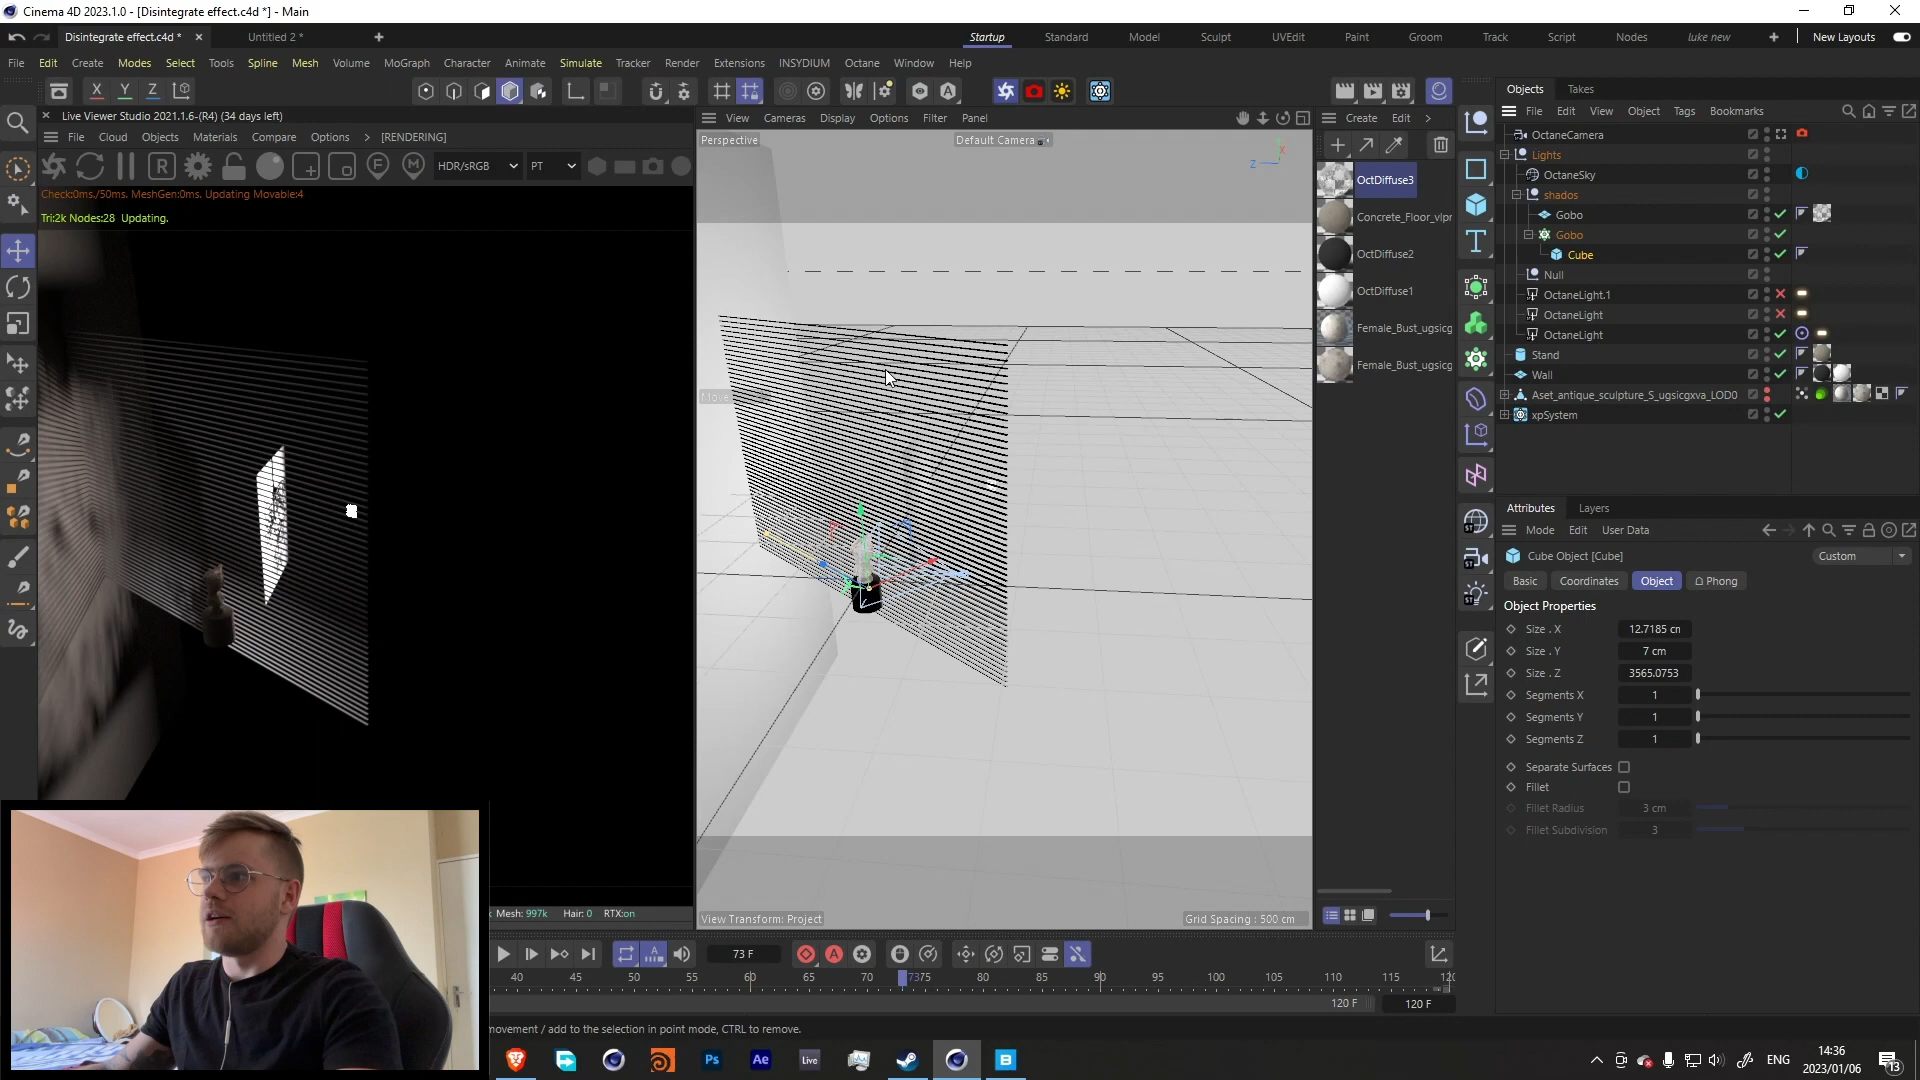 Cinema 4D 2023.1.0 - [Disintegrate effect.c4d *] - Main
Disintegrate effect.c4d *
Untitled 2 *
Startup Standard Model Sculpt UVEdit Paint Groom Track Script Nodes luke new New Layouts
File Edit Create Modes Select Tools Spline Mesh Volume MoGraph Character Animate Simulate Tracker Render Extensions INSYDIUM Octane Window Help
X Y Z
Live Viewer Studio 2021.1.6-(R4) (34 days left)
File Cloud Objects Materials Compare Options > [RENDERING]
HDR/sRGB PT
Check:0ms./50ms. MeshGen:0ms. Updating Movable:4
Tri:2k Nodes:28 Updating.
Mesh: 997k Hair: 0 RTX:on
View Cameras Display Options Filter Panel
Perspective
Default Camera
X
Z
Move
View Transform: Project
Grid Spacing : 500 cm
Create Edit >
OctDiffuse3
Concrete_Floor_vlpr
OctDiffuse2
OctDiffuse1
Female_Bust_ugsicg
Female_Bust_ugsicg
Objects Takes
File Edit View Object Tags Bookmarks
OctaneCamera
Lights
OctaneSky
shados
Gobo
Gobo
Cube
Null
OctaneLight.1
OctaneLight
OctaneLight
Stand
Wall
Aset_antique_sculpture_S_ugsicgxva_LOD0
xpSystem
Attributes Layers
Mode Edit User Data
Cube Object [Cube]
Custom
Basic Coordinates Object Phong
Object Properties
Size . X 12.7185 cm
Size . Y 7 cm
Size . Z 3565.0753
Segments X 1
Segments Y 1
Segments Z 1
Separate Surfaces
Fillet
Fillet Radius 3 cm
Fillet Subdivision 3
73 F
40 45 50 55 60 65 70 7375 80 85 90 95 100 105 110 115 120
120 F 120 F
movement / add to the selection in point mode, CTRL to remove.
Ps Ae Live B
ENG
14:36
2023/01/06
13